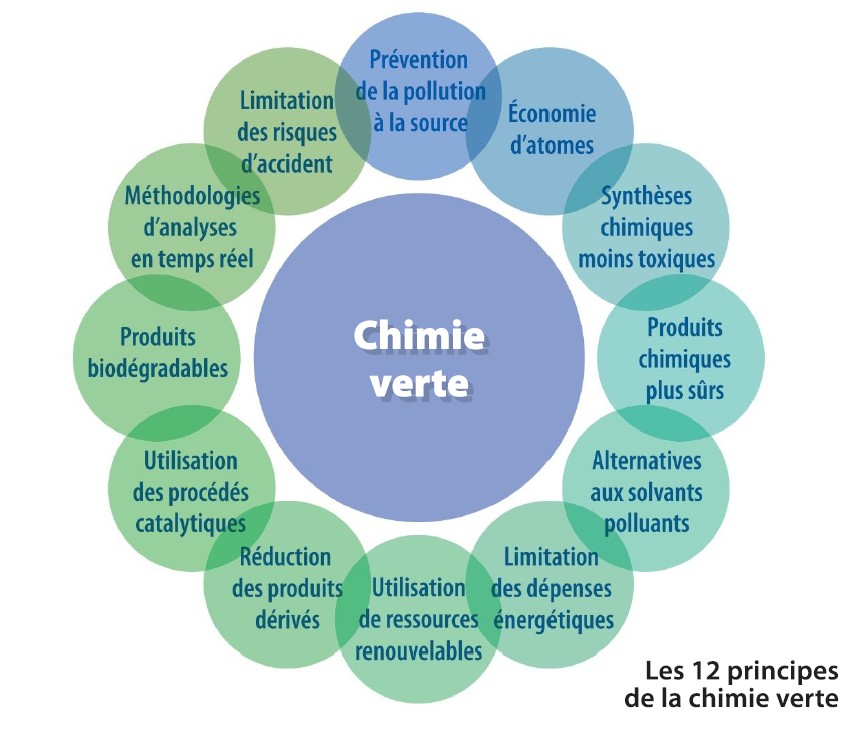 Prévention
de la pollution
à la source
Économie
d'atomes
Synthèses
chimiques
moins toxiques
Produits
chimiques
plus sûrs
Alternatives
aux solvants
polluants
Limitation
des dépenses
énergétiques
Utilisation
de ressources
renouvelables
Réduction
des produits
dérivés
Utilisation
des procédés
catalytiques
Produits
biodégradables
Méthodologies
d'analyses
en temps réel
Limitation
des risques
d'accident
Chimie
verte
Les 12 principes
de la chimie verte